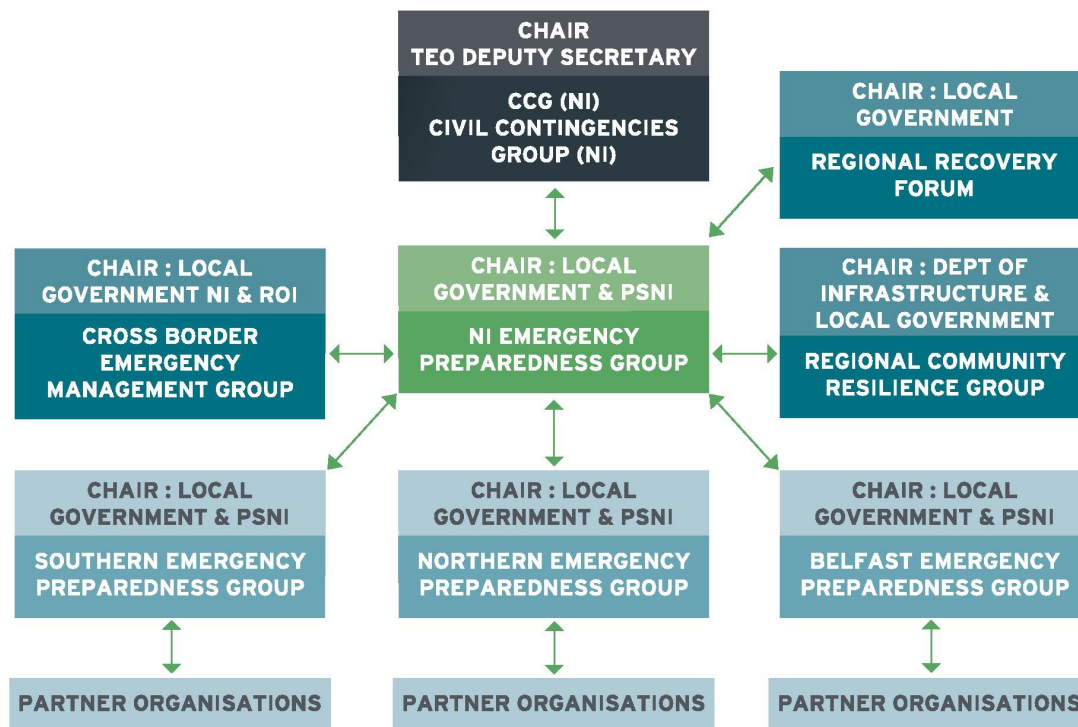 CHAIR
TEO DEPUTY SECRETARY
CCG (NI)
CIVIL CONTINGENCIES
GROUP (NI)
CHAIR : LOCAL
GOVERNMENT
REGIONAL RECOVERY
FORUM
CHAIR : LOCAL
GOVERNMENT NI & ROI
CROSS BORDER
EMERGENCY
MANAGEMENT GROUP
CHAIR : LOCAL
GOVERNMENT & PSNI
NI EMERGENCY
PREPAREDNESS GROUP
CHAIR : DEPT OF
INFRASTRUCTURE &
LOCAL GOVERNMENT
REGIONAL COMMUNITY
RESILIENCE GROUP
CHAIR : LOCAL
GOVERNMENT & PSNI
SOUTHERN EMERGENCY
PREPAREDNESS GROUP
CHAIR : LOCAL
GOVERNMENT & PSNI
NORTHERN EMERGENCY
PREPAREDNESS GROUP
CHAIR : LOCAL
GOVERNMENT & PSNI
BELFAST EMERGENCY
PREPAREDNESS GROUP
PARTNER ORGANISATIONS
PARTNER ORGANISATIONS
PARTNER ORGANISATIONS